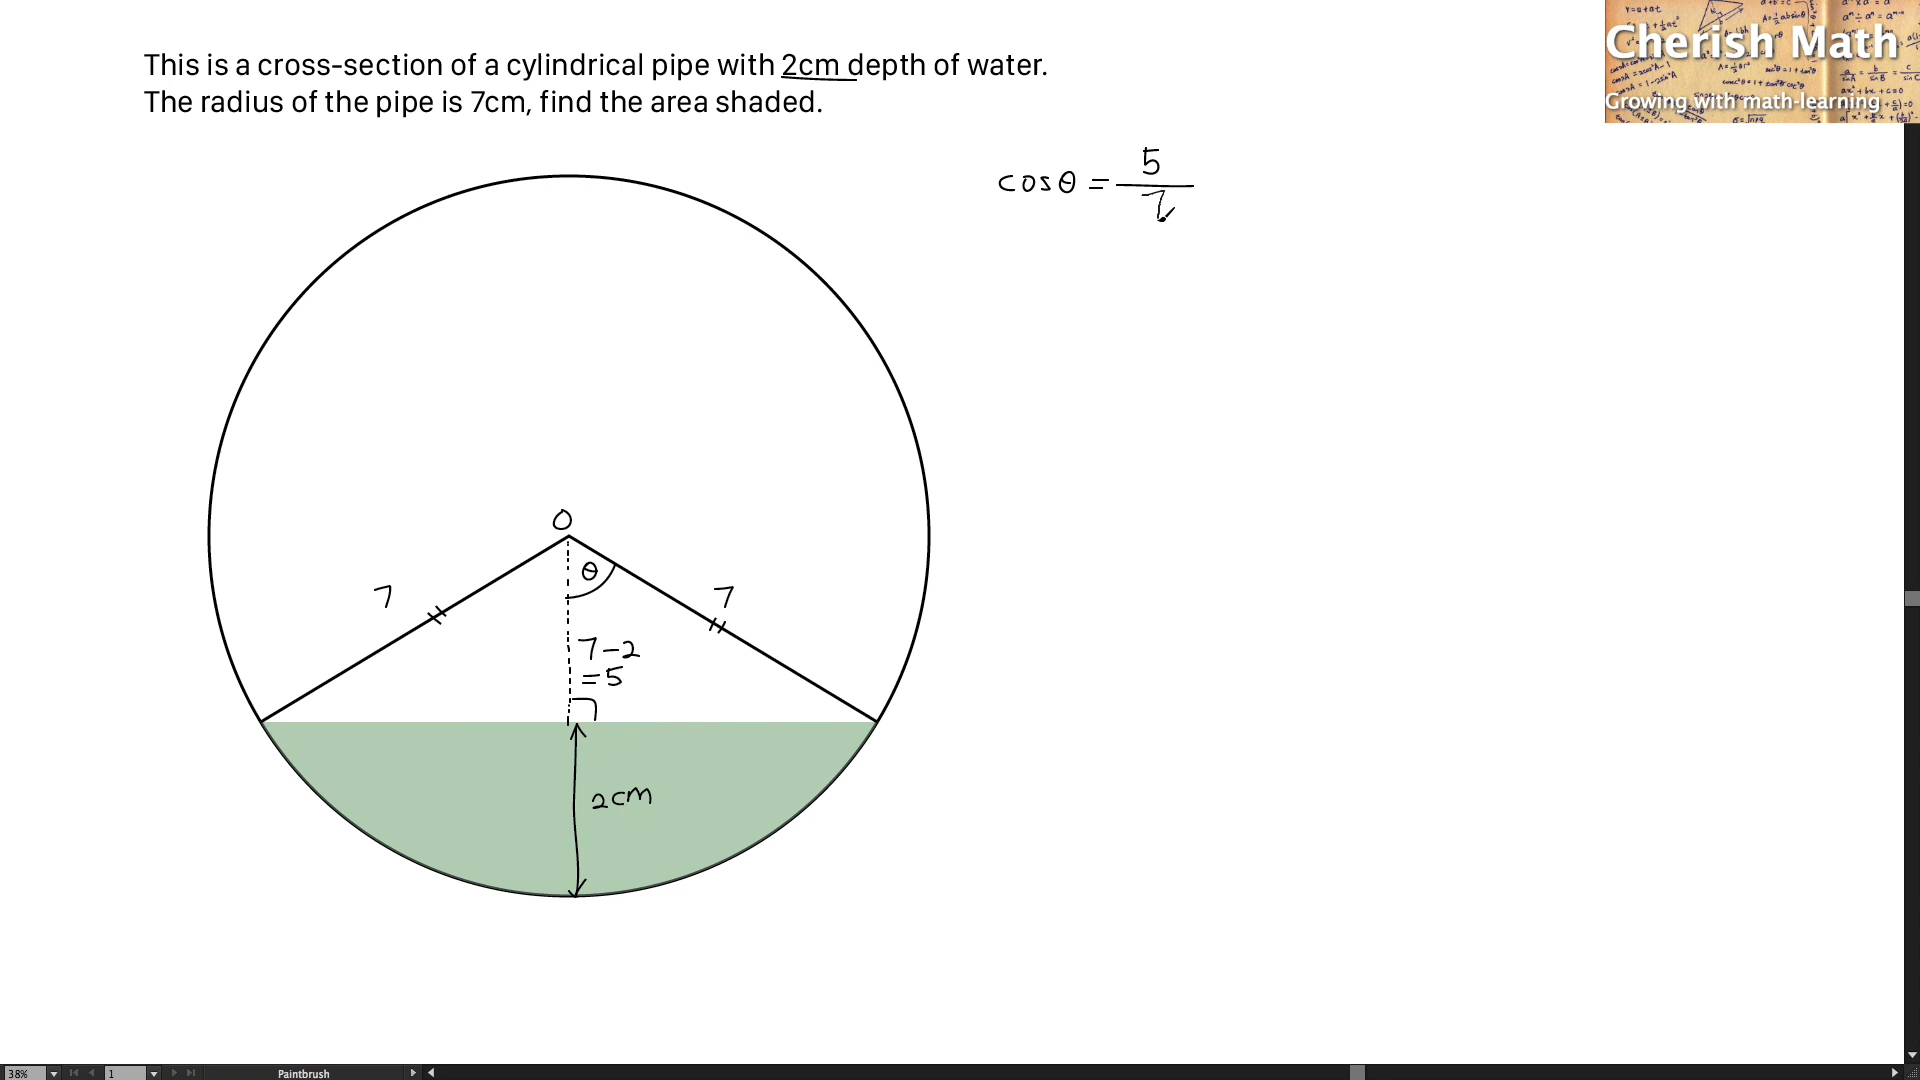 This is a cross-section of a cylindrical pipe with 2cm depth of water.
The radius of the pipe is 7cm, find the area shaded.
Cherish Math
Growing with math-learning
cosθ = 5/7
O
θ
7
7
7-2
=5
2cm
38%
1
Paintbrush